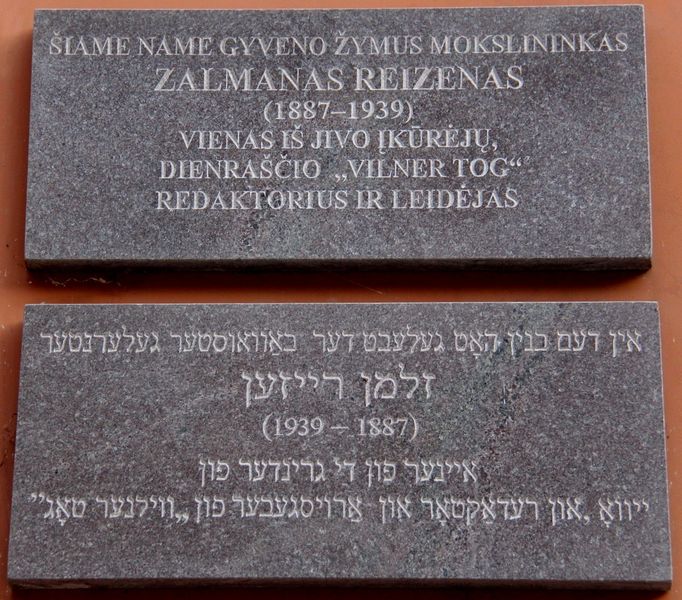 ŠIAME NAME GYVENO ŽYMUS MOKSLININKAS
ZALMANAS REIZENAS
(1887–1939)
VIENAS IŠ JIVO ĮKŪRĖJŲ,
DIENRAŠČIO „VILNER TOG“
REDAKTORIUS IR LEIDĖJAS
אין דעם בנין האָט געלעבט דער באַוואוסטער געלערנטער
זלמן רייזען
(1887 – 1939)
איינער פון די גרינדער פון
ייוואָ, און רעדאַקטאָר און אַרויסגעבער פון „ווילנער טאָג”